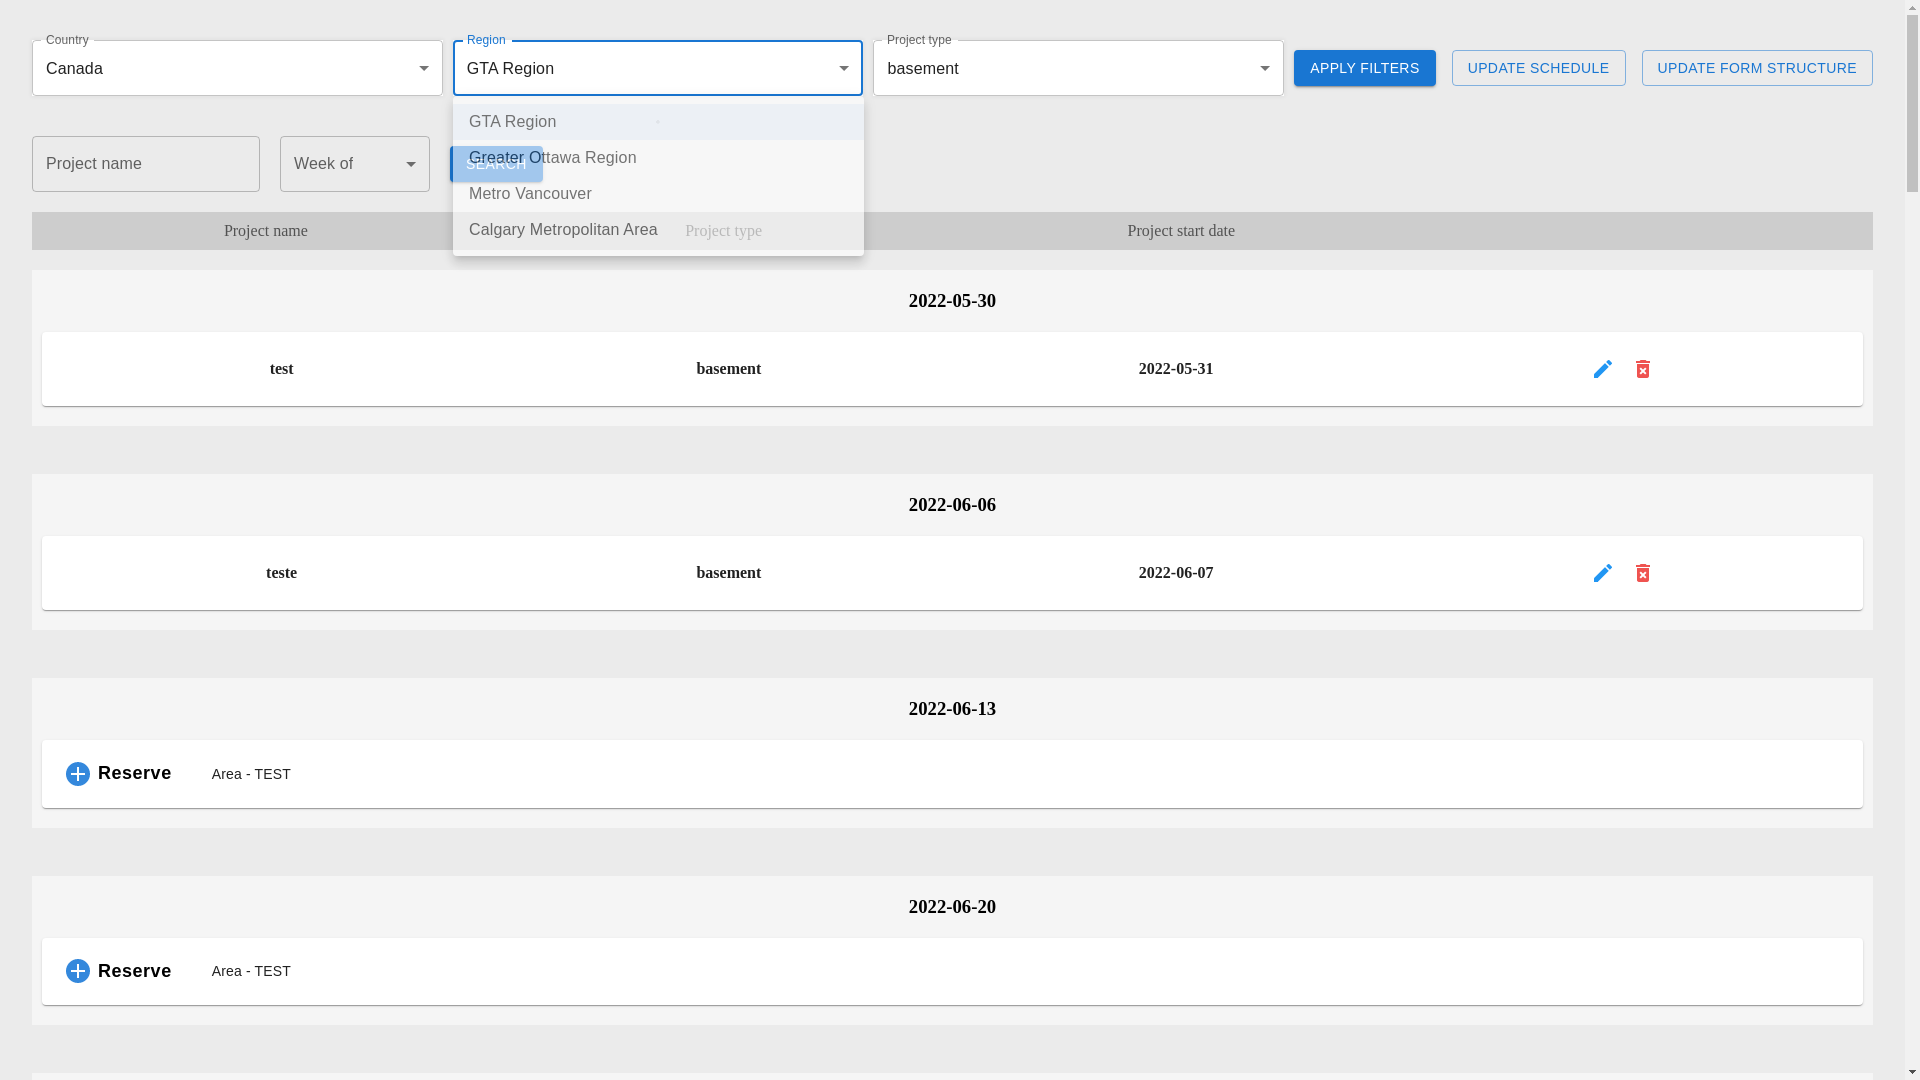 Country
Canada
Region
GTA Region
Project type
basement
APPLY FILTERS
UPDATE SCHEDULE
UPDATE FORM STRUCTURE
GTA Region
Greater Ottawa Region
Metro Vancouver
Calgary Metropolitan Area
Project name
Week of
SEARCH
Project name
Project type
Project start date
2022-05-30
test
basement
2022-05-31
2022-06-06
teste
basement
2022-06-07
2022-06-13
Reserve
Area - TEST
2022-06-20
Reserve
Area - TEST